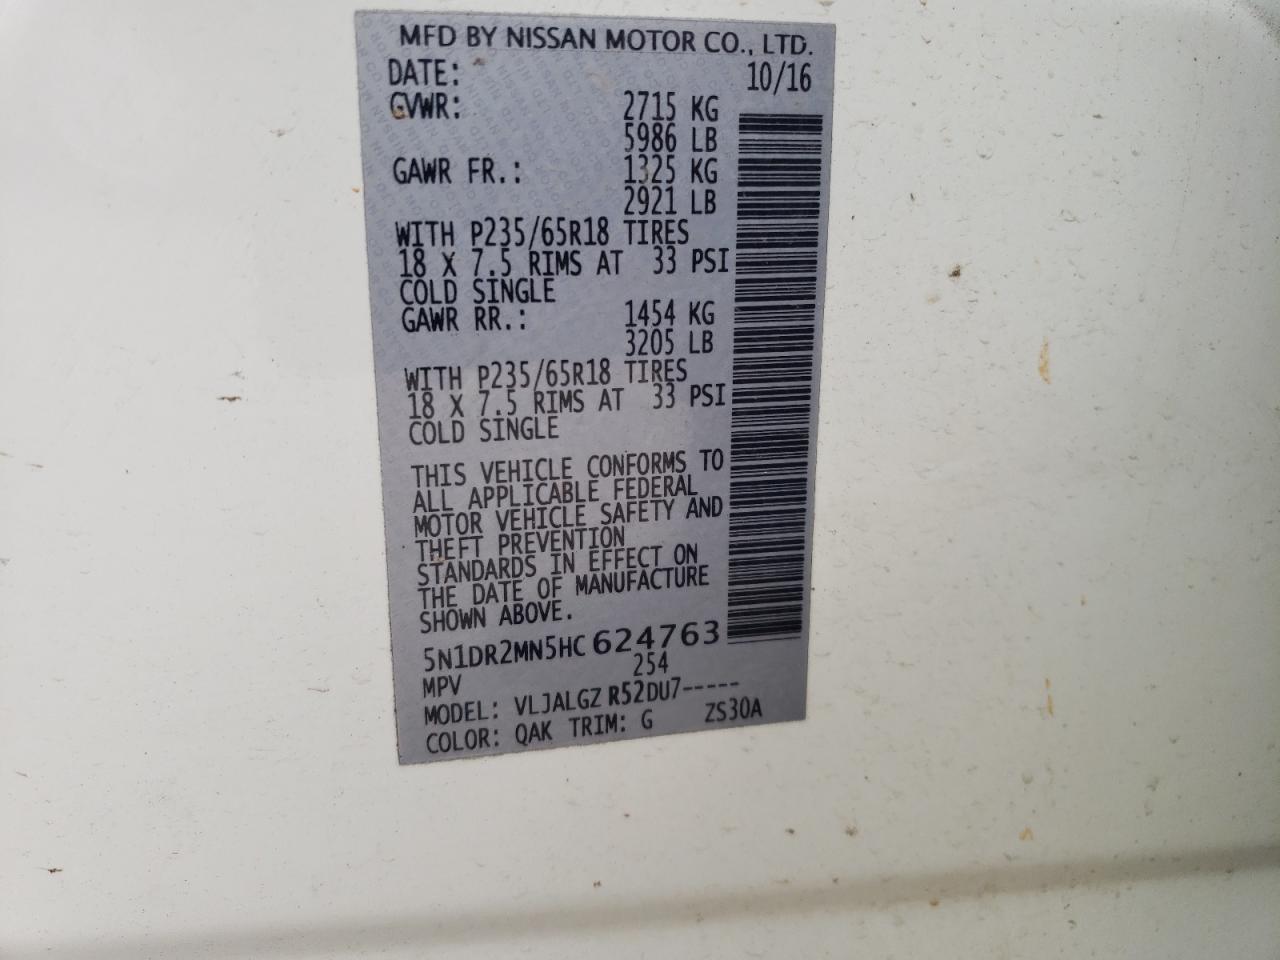 MFD BY NISSAN MOTOR CO., LTD.
DATE: 10/16
GVWR: 2715 KG
5986 LB
GAWR FR.: 1325 KG
2921 LB
WITH P235/65R18 TIRES
18 X 7.5 RIMS AT 33 PSI
COLD SINGLE
GAWR RR.: 1454 KG
3205 LB
WITH P235/65R18 TIRES
18 X 7.5 RIMS AT 33 PSI
COLD SINGLE
THIS VEHICLE CONFORMS TO
ALL APPLICABLE FEDERAL
MOTOR VEHICLE SAFETY AND
THEFT PREVENTION
STANDARDS IN EFFECT ON
THE DATE OF MANUFACTURE
SHOWN ABOVE.
5N1DR2MN5HC624763
MPV 254
MODEL: VLJALGZ R52DU7-----
COLOR: QAK TRIM: G ZS30A